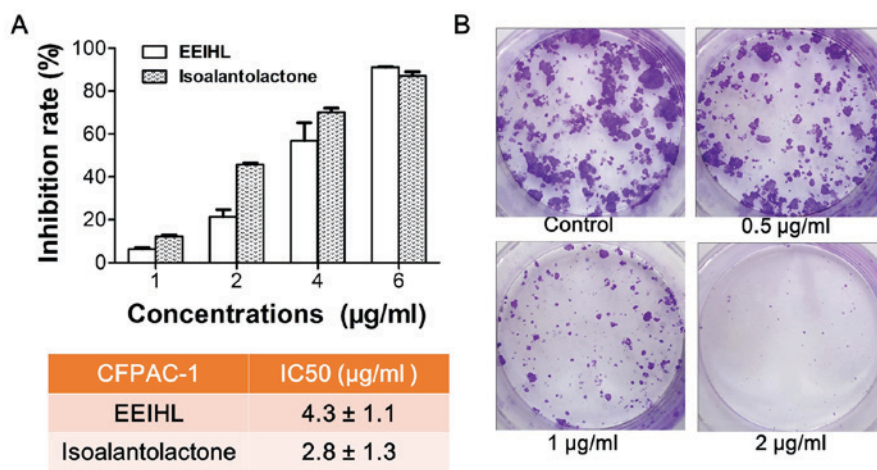 A
Inhibition rate (%)
100
80
60
40
20
0
EEIHL
Isoalantolactone
1 2 4 6
Concentrations (μg/ml)
CFPAC-1 IC50 (μg/ml )
EEIHL 4.3 ± 1.1
Isoalantolactone 2.8 ± 1.3
B
Control 0.5 μg/ml
1 μg/ml 2 μg/ml